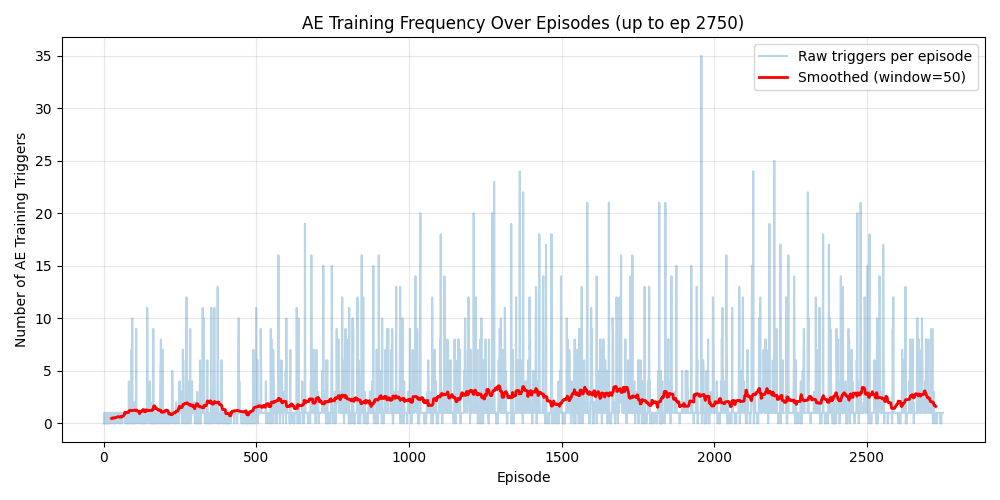 AE Training Frequency Over Episodes (up to ep 2750)
Raw triggers per episode
Smoothed (window=50)
Number of AE Training Triggers
35
30
25
20
15
10
5
0
0 500 1000 1500 2000 2500
Episode